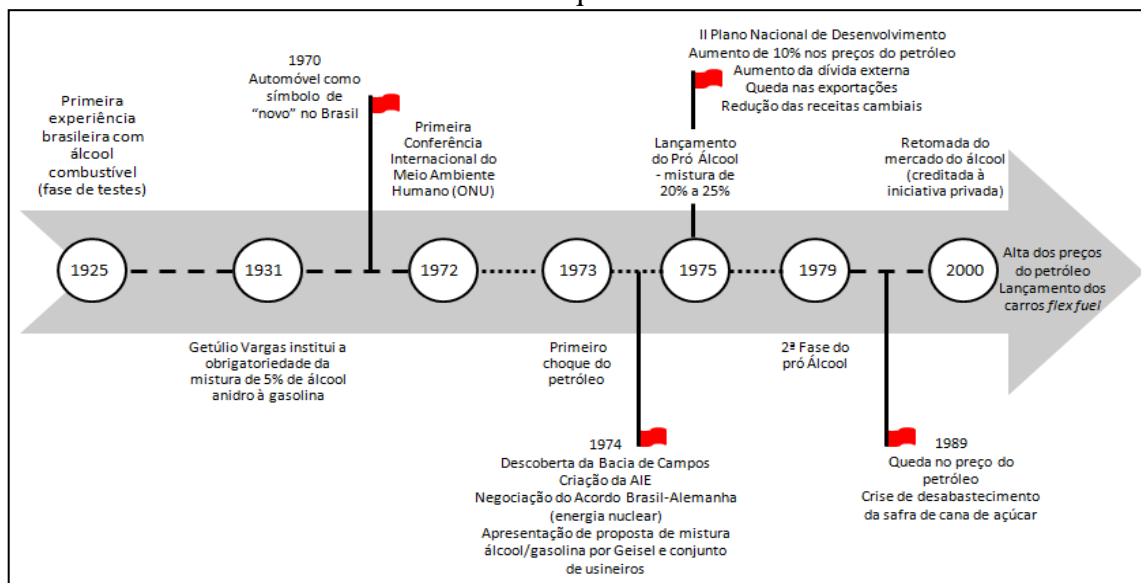 Primeira
experiência
brasileira com
álcool
combustível
(fase de testes)
1970
Automóvel como
símbolo de
“novo” no Brasil
Primeira
Conferência
Internacional do
Meio Ambiente
Humano (ONU)
II Plano Nacional de Desenvolvimento
Aumento de 10% nos preços do petróleo
Aumento da dívida externa
Queda nas exportações
Redução das receitas cambiais
Lançamento
do Pró Álcool
- mistura de
20% a 25%
Retomada do
mercado do álcool
(creditada à
iniciativa privada)
1925
1931
1972
1973
1975
1979
2000
Alta dos preços
do petróleo
Lançamento dos
carros flex fuel
Getúlio Vargas institui a
obrigatoriedade da
mistura de 5% de álcool
anidro à gasolina
Primeiro
choque do
petróleo
2ª Fase do
pró Álcool
1974
Descoberta da Bacia de Campos
Criação da AIE
Negociação do Acordo Brasil-Alemanha
(energia nuclear)
Apresentação de proposta de mistura
álcool/gasolina por Geisel e conjunto
de usineiros
1989
Queda no preço do
petróleo
Crise de desabastecimento
da safra de cana de açúcar